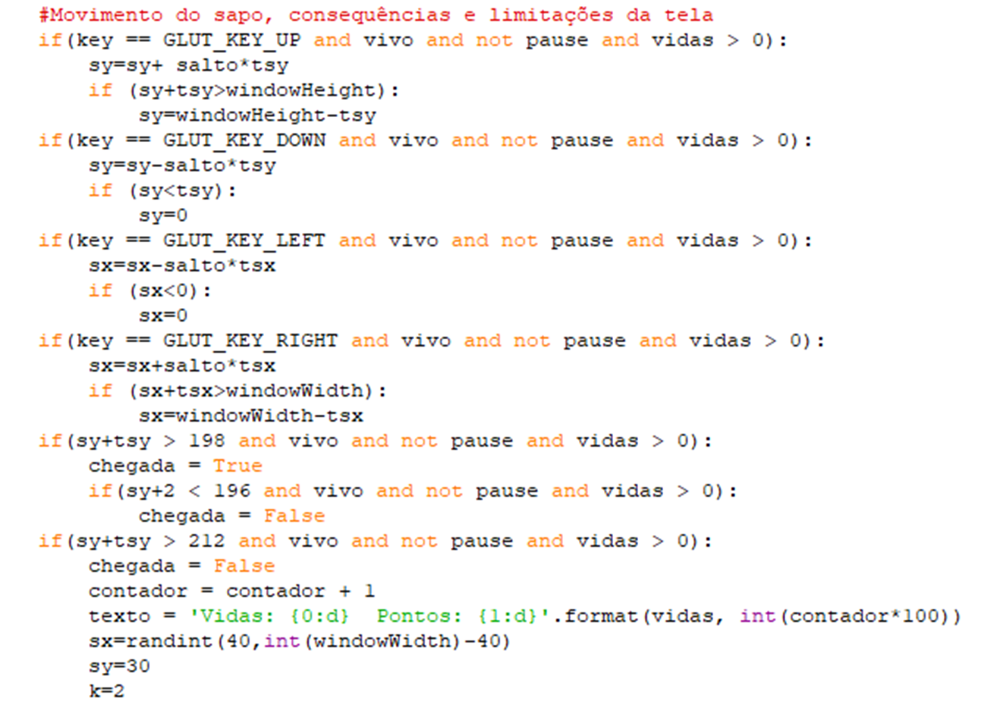 #Movimento do sapo, consequências e limitações da tela
if(key == GLUT_KEY_UP and vivo and not pause and vidas > 0):
    sy=sy+ salto*tsy
    if (sy+tsy>windowHeight):
        sy=windowHeight-tsy
if(key == GLUT_KEY_DOWN and vivo and not pause and vidas > 0):
    sy=sy-salto*tsy
    if (sy<tsy):
        sy=0
if(key == GLUT_KEY_LEFT and vivo and not pause and vidas > 0):
    sx=sx-salto*tsx
    if (sx<0):
        sx=0
if(key == GLUT_KEY_RIGHT and vivo and not pause and vidas > 0):
    sx=sx+salto*tsx
    if (sx+tsx>windowWidth):
        sx=windowWidth-tsx
if(sy+tsy > 198 and vivo and not pause and vidas > 0):
    chegada = True
    if(sy+2 < 196 and vivo and not pause and vidas > 0):
        chegada = False
if(sy+tsy > 212 and vivo and not pause and vidas > 0):
    chegada = False
    contador = contador + 1
    texto = 'Vidas: {0:d}  Pontos: {1:d}'.format(vidas, int(contador*100))
    sx=randint(40,int(windowWidth)-40)
    sy=30
    k=2